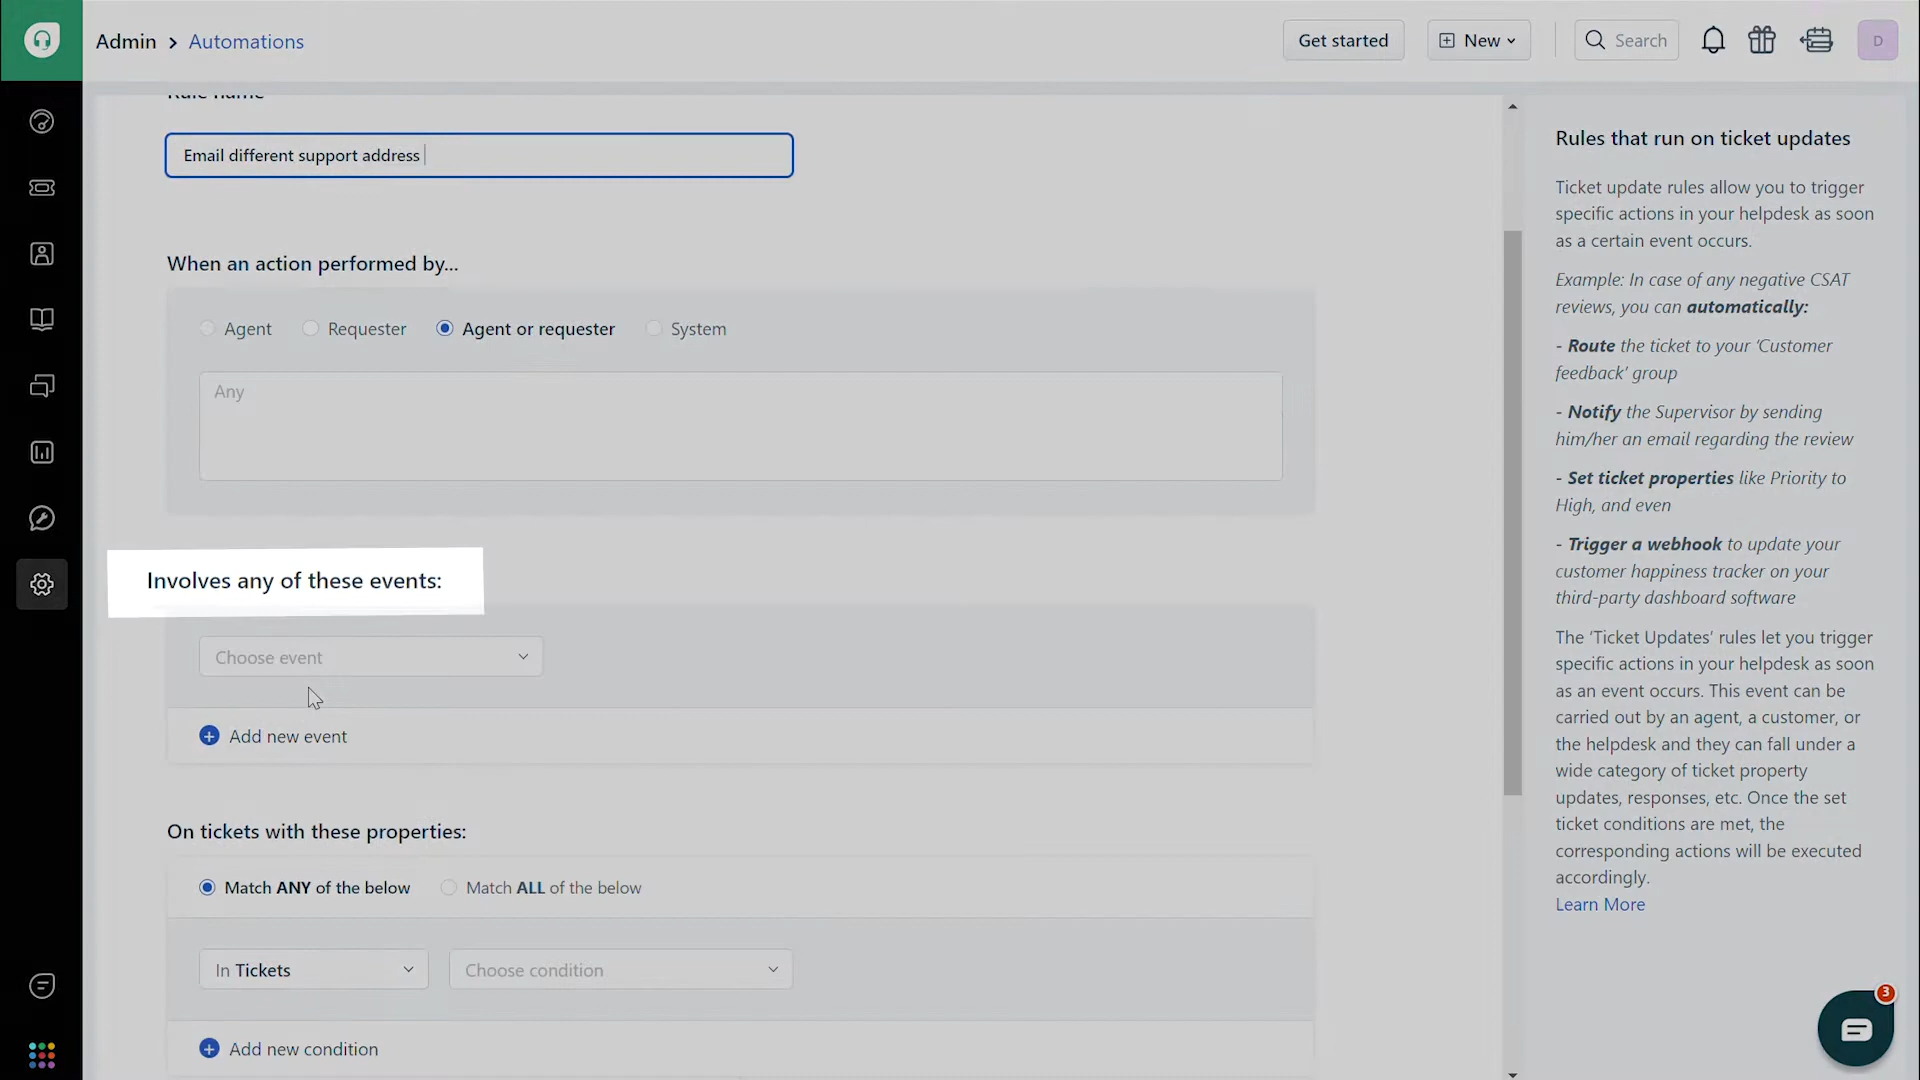 Admin > Automations
Get started
New
Search
D
Rule name
Email different support address
When an action performed by...
Agent
Requester
Agent or requester
System
Any
Involves any of these events:
Choose event
Add new event
On tickets with these properties:
Match ANY of the below
Match ALL of the below
In Tickets
Choose condition
Add new condition
Rules that run on ticket updates
Ticket update rules allow you to trigger
specific actions in your helpdesk as soon
as a certain event occurs.
Example: In case of any negative CSAT
reviews, you can automatically:
- Route the ticket to your ‘Customer
feedback’ group
- Notify the Supervisor by sending
him/her an email regarding the review
- Set ticket properties like Priority to
High, and even
- Trigger a webhook to update your
customer happiness tracker on your
third-party dashboard software
The ‘Ticket Updates’ rules let you trigger
specific actions in your helpdesk as soon
as an event occurs. This event can be
carried out by an agent, a customer, or
the helpdesk and they can fall under a
wide category of ticket property
updates, responses, etc. Once the set
ticket conditions are met, the
corresponding actions will be executed
accordingly.
Learn More
3